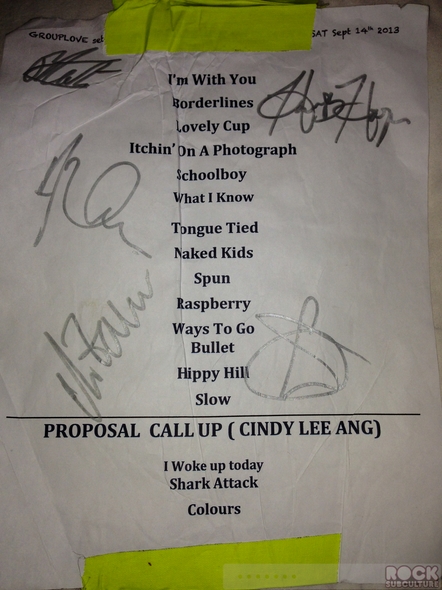 GROUPLOVE set
SAT Sept 14th 2013
I'm With You
Borderlines
Lovely Cup
Itchin' On A Photograph
Schoolboy
What I Know
Tongue Tied
Naked Kids
Spun
Raspberry
Ways To Go
Bullet
Hippy Hill
Slow
PROPOSAL CALL UP ( CINDY LEE ANG)
I Woke up today
Shark Attack
Colours
ROCK
SUBCULTURE